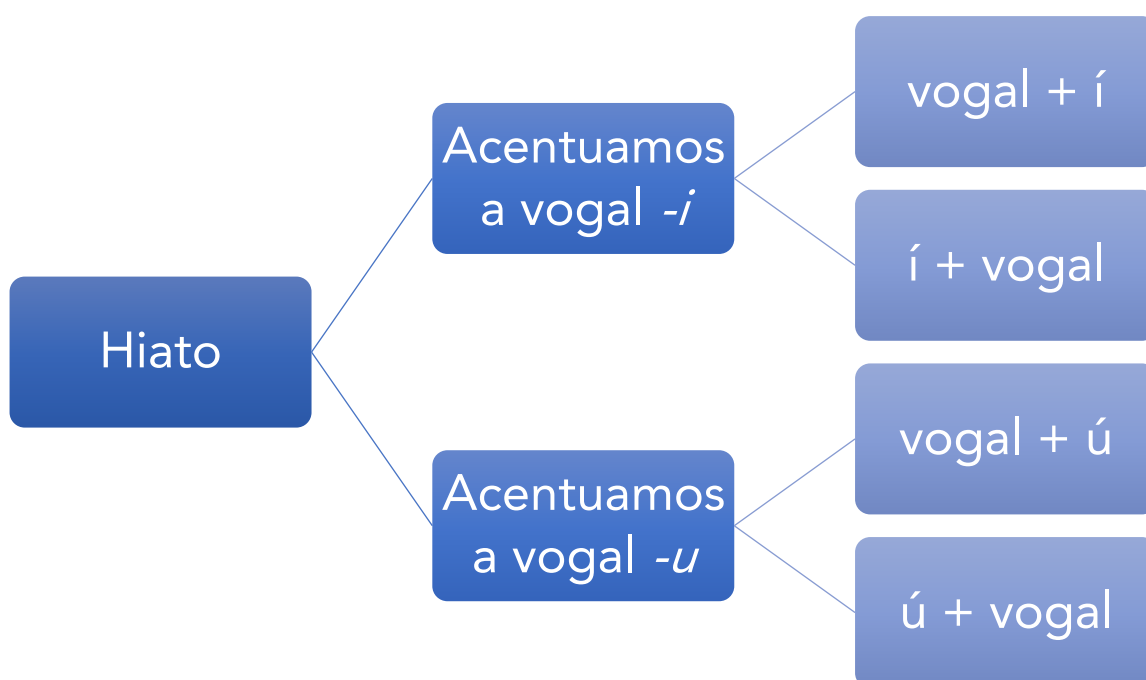 Hiato
Acentuamos
a vogal -i
vogal + í
í + vogal
Acentuamos
a vogal -u
vogal + ú
ú + vogal